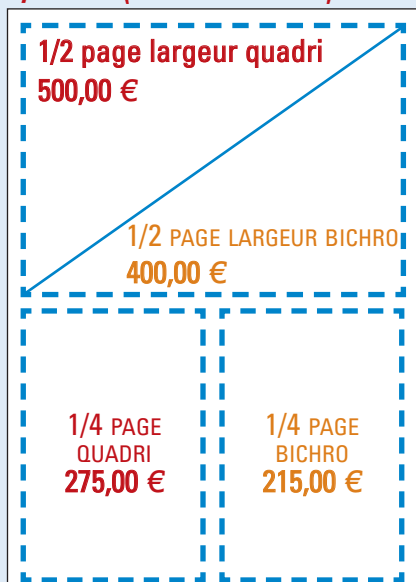 1/2 page largeur quadri
500,00 €
1/2 PAGE LARGEUR BICHRO
400,00 €
1/4 PAGE
QUADRI
275,00 €
1/4 PAGE
BICHRO
215,00 €